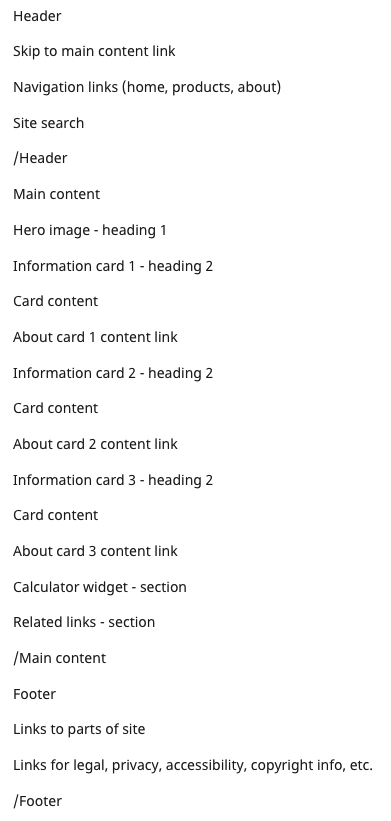 Header
Skip to main content link
Navigation links (home, products, about)
Site search
/Header
Main content
Hero image - heading 1
Information card 1 - heading 2
Card content
About card 1 content link
Information card 2 - heading 2
Card content
About card 2 content link
Information card 3 - heading 2
Card content
About card 3 content link
Calculator widget - section
Related links - section
/Main content
Footer
Links to parts of site
Links for legal, privacy, accessibility, copyright info, etc.
/Footer